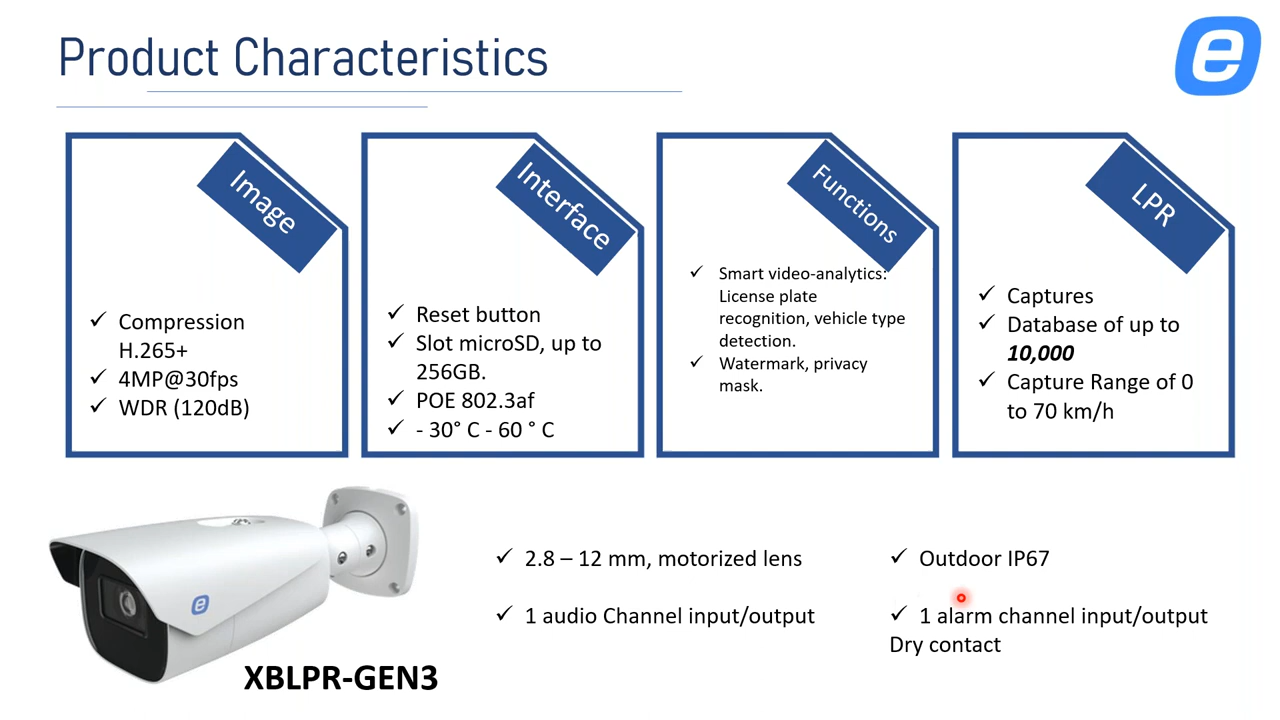 Product Characteristics
e
Image
Compression
H.265+
4MP@30fps
WDR (120dB)
Interface
Reset button
Slot microSD, up to
256GB.
POE 802.3af
- 30° C - 60 ° C
Functions
Smart video-analytics:
License plate
recognition, vehicle type
detection.
Watermark, privacy
mask.
LPR
Captures
Database of up to
10,000
Capture Range of 0
to 70 km/h
e
XBLPR-GEN3
2.8 – 12 mm, motorized lens
1 audio Channel input/output
Outdoor IP67
1 alarm channel input/output
Dry contact